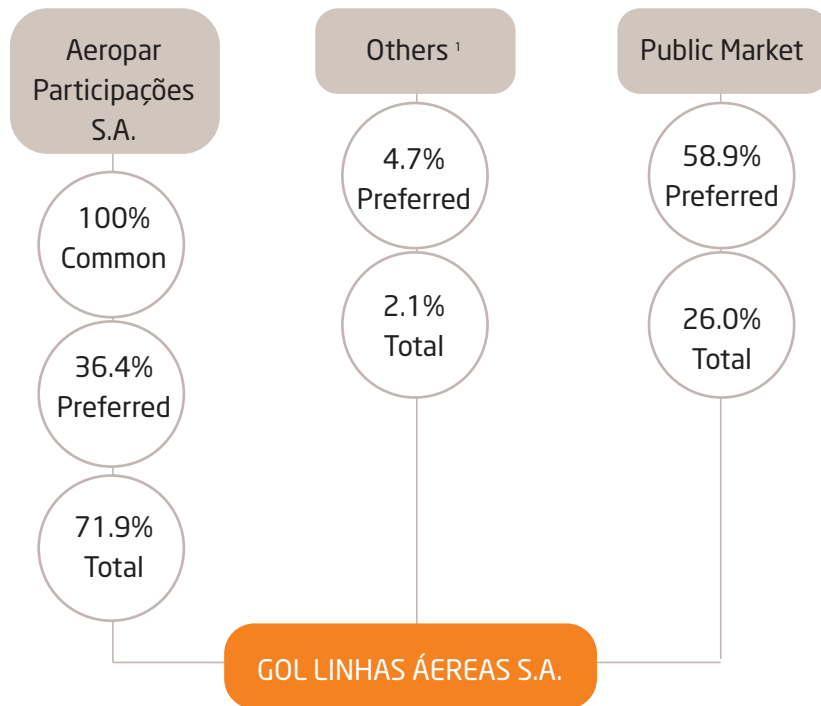 Aeropar
Participações
S.A.
100%
Common
36.4%
Preferred
71.9%
Total
Others ¹
4.7%
Preferred
2.1%
Total
Public Market
58.9%
Preferred
26.0%
Total
GOL LINHAS ÁEREAS S.A.